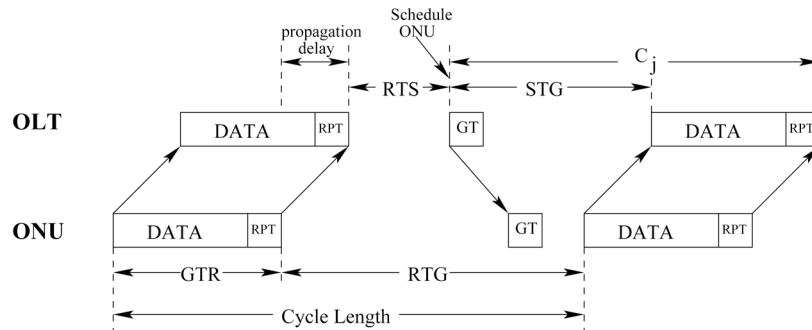 propagation
delay
Schedule
ONU
C j
RTS
STG
OLT
DATA RPT
GT
DATA RPT
ONU
DATA RPT
GT
DATA RPT
GTR
RTG
Cycle Length